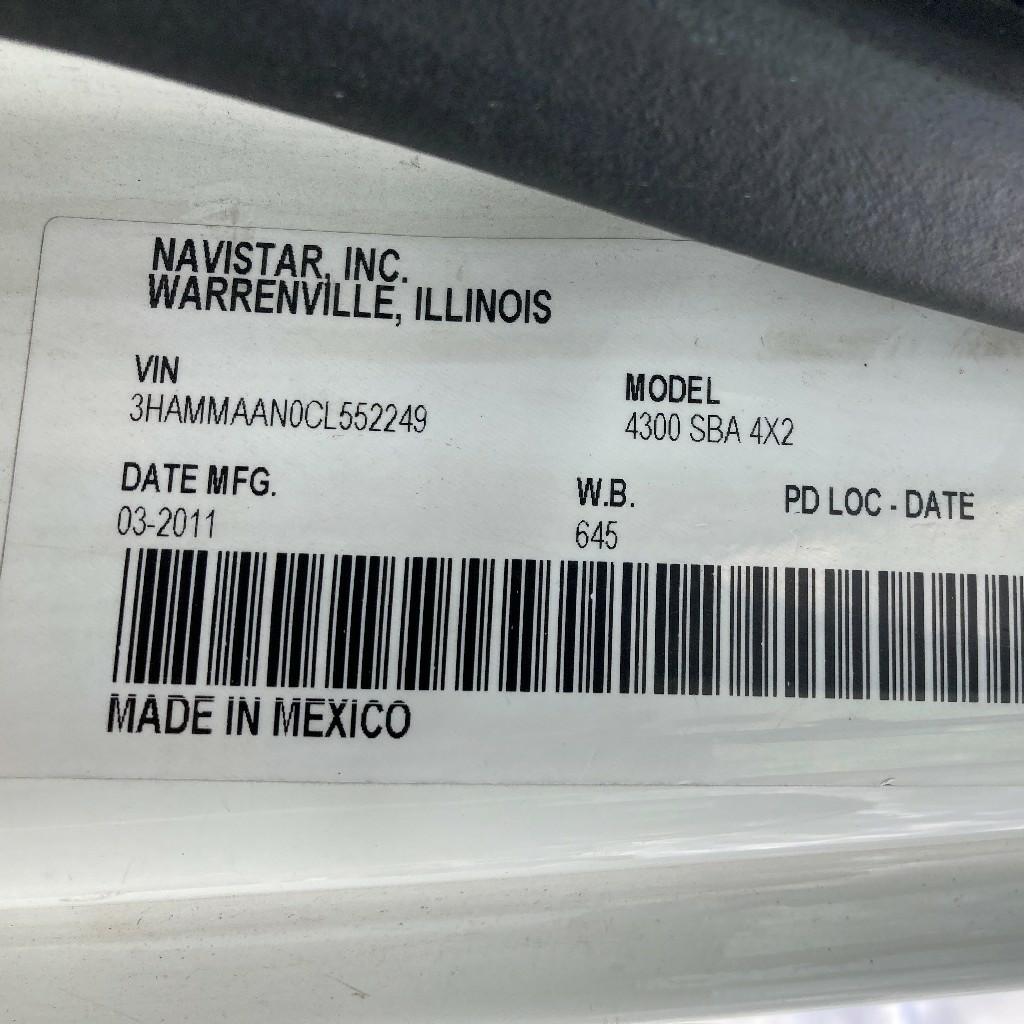 NAVISTAR, INC.
WARRENVILLE, ILLINOIS
VIN
3HAMMAAN0CL552249
MODEL
4300 SBA 4X2
DATE MFG.
03-2011
W.B.
645
PD LOC - DATE
MADE IN MEXICO